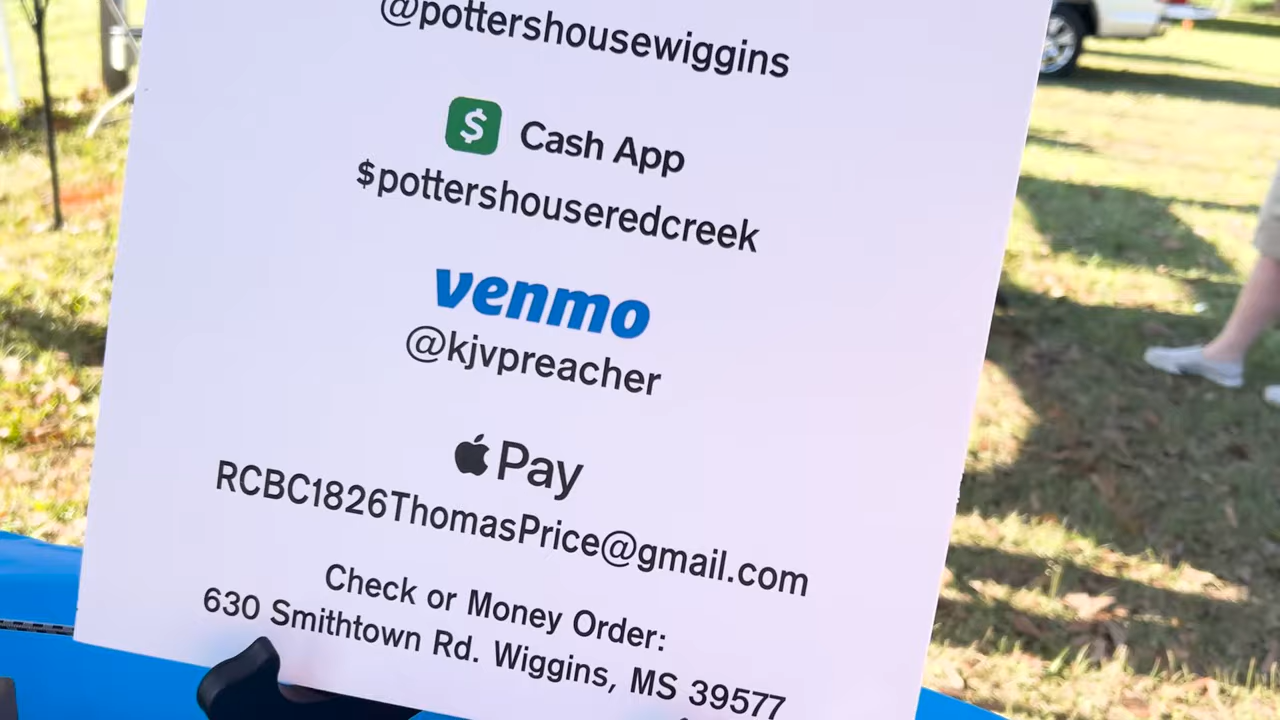 @pottershousewiggins
$ Cash App
$pottershouseredcreek
venmo
@kjvpreacher
Pay
RCBC1826ThomasPrice@gmail.com
Check or Money Order:
630 Smithtown Rd. Wiggins, MS 39577